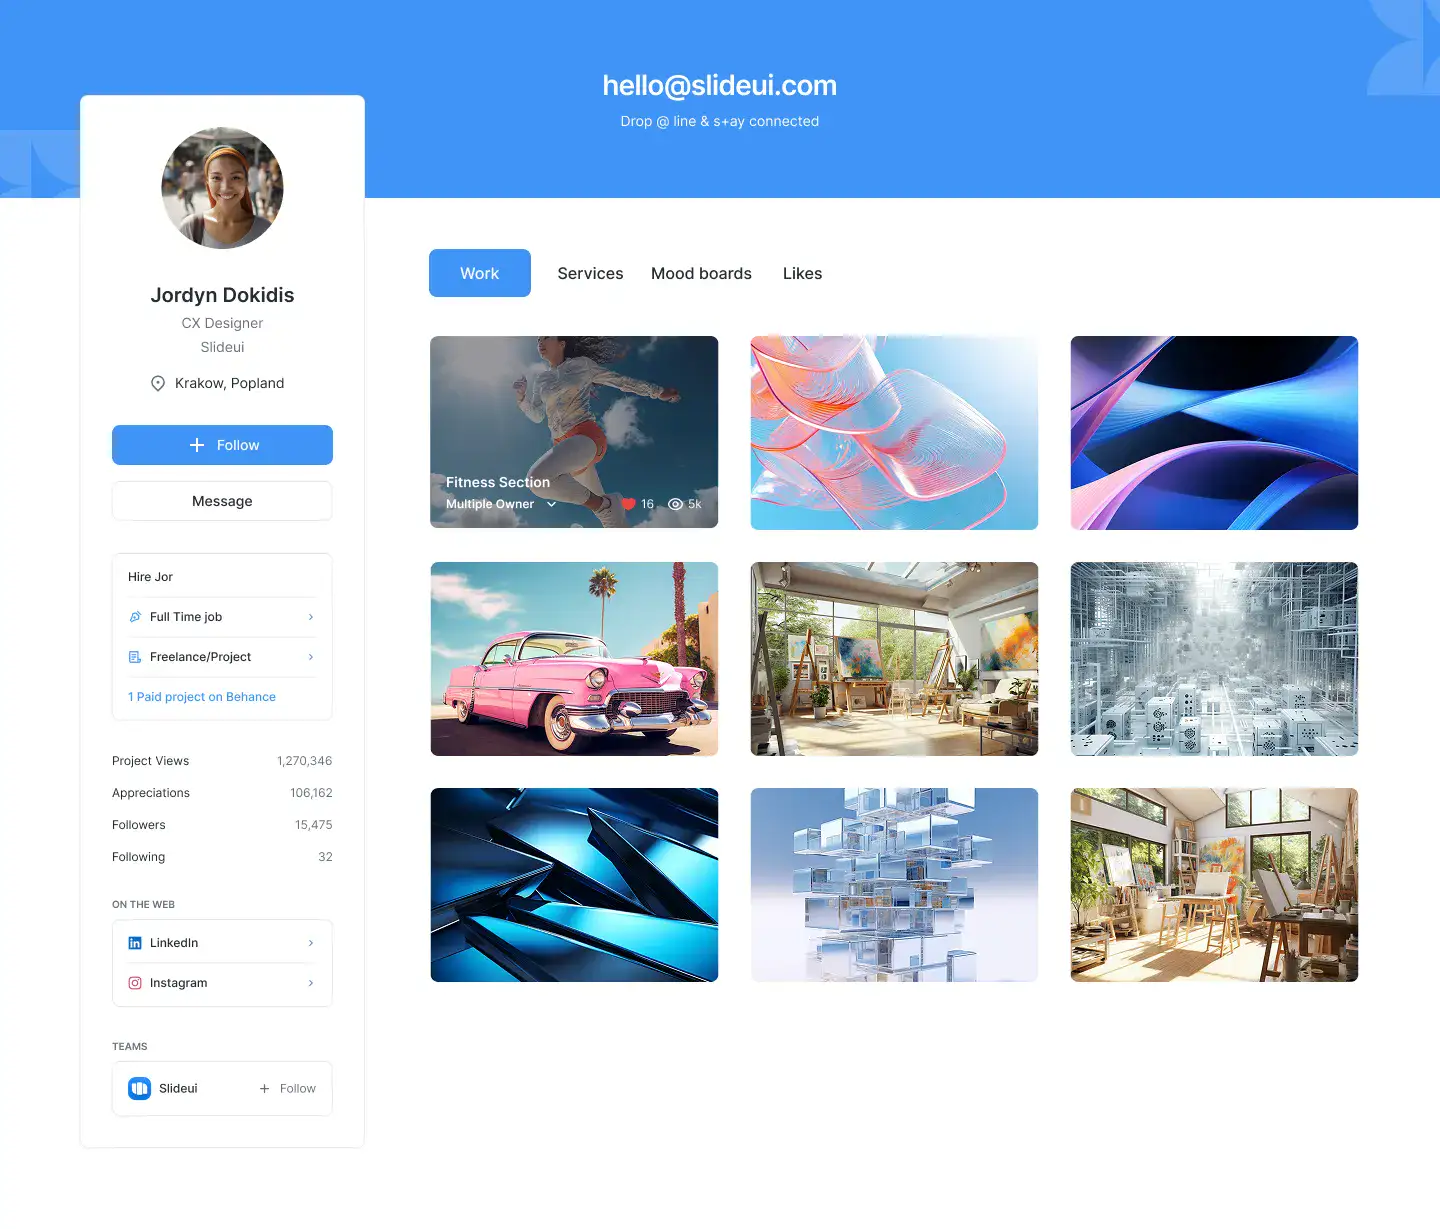 hello@slideui.com
Drop @ line & s+ay connected
Jordyn Dokidis
CX Designer
Slideui
Krakow, Popland
Follow
Message
Hire Jor
Full Time job
Freelance/Project
1 Paid project on Behance
Project Views 1,270,346
Appreciations 106,162
Followers 15,475
Following 32
ON THE WEB
LinkedIn
Instagram
TEAMS
Slideui Follow
Work Services Mood boards Likes
Fitness Section
Multiple Owner 16 5k